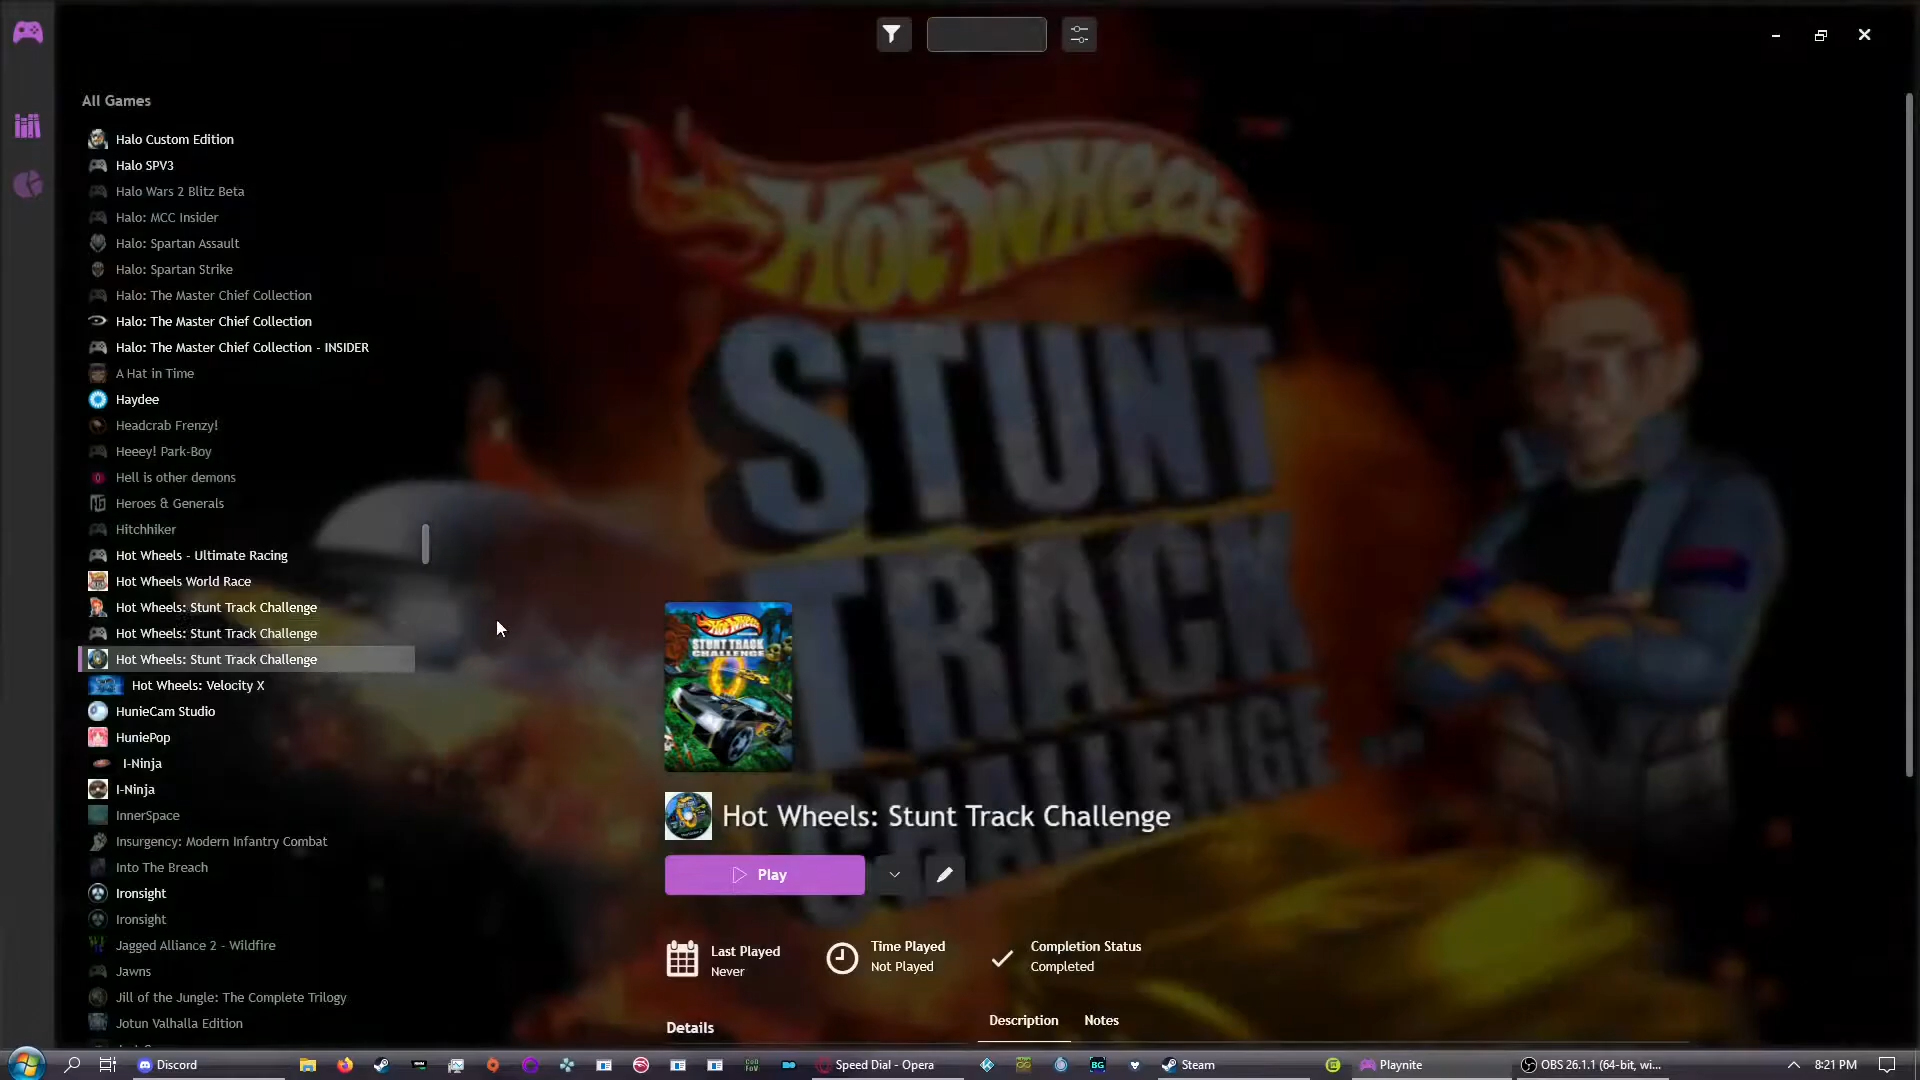 All Games
Halo Custom Edition
Halo SPV3
Halo Wars 2 Blitz Beta
Halo: MCC Insider
Halo: Spartan Assault
Halo: Spartan Strike
Halo: The Master Chief Collection
Halo: The Master Chief Collection
Halo: The Master Chief Collection - INSIDER
A Hat in Time
Haydee
Headcrab Frenzy!
Heeey! Park-Boy
Hell is other demons
Heroes & Generals
Hitchhiker
Hot Wheels - Ultimate Racing
Hot Wheels World Race
Hot Wheels: Stunt Track Challenge
Hot Wheels: Stunt Track Challenge
Hot Wheels: Stunt Track Challenge
Hot Wheels: Velocity X
HunieCam Studio
HuniePop
I-Ninja
I-Ninja
InnerSpace
Insurgency: Modern Infantry Combat
Into The Breach
Ironsight
Ironsight
Jagged Alliance 2 - Wildfire
Jawns
Jill of the Jungle: The Complete Trilogy
Jotun Valhalla Edition
HOT WHEELS
STUNT
TRACK
CHALLENGE
HOT WHEELS
STUNT TRACK
CHALLENGE
Hot Wheels: Stunt Track Challenge
Play
Last Played
Never
Time Played
Not Played
Completion Status
Completed
Details
Description
Notes
Discord
Speed Dial - Opera
BG
Steam
Playnite
OBS 26.1.1 (64-bit, wi...
8:21 PM